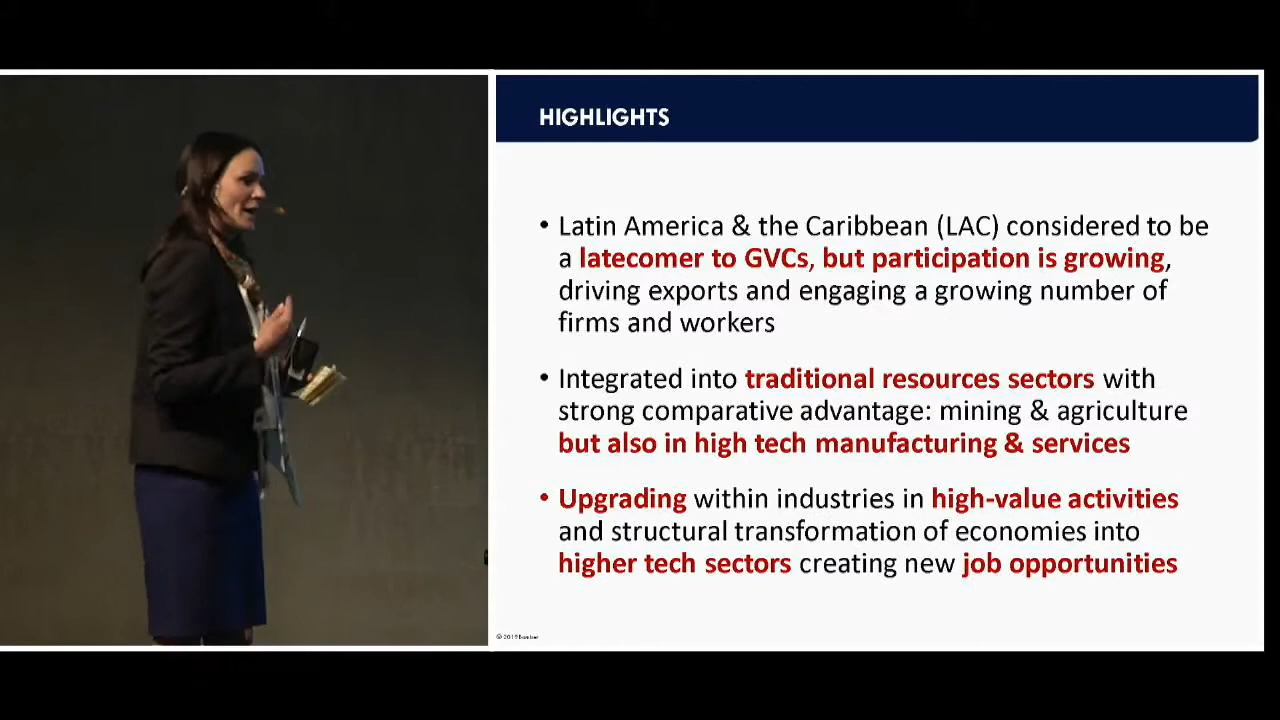 HIGHLIGHTS
• Latin America & the Caribbean (LAC) considered to be
a latecomer to GVCs, but participation is growing,
driving exports and engaging a growing number of
firms and workers
• Integrated into traditional resources sectors with
strong comparative advantage: mining & agriculture
but also in high tech manufacturing & services
• Upgrading within industries in high-value activities
and structural transformation of economies into
higher tech sectors creating new job opportunities
© 2019